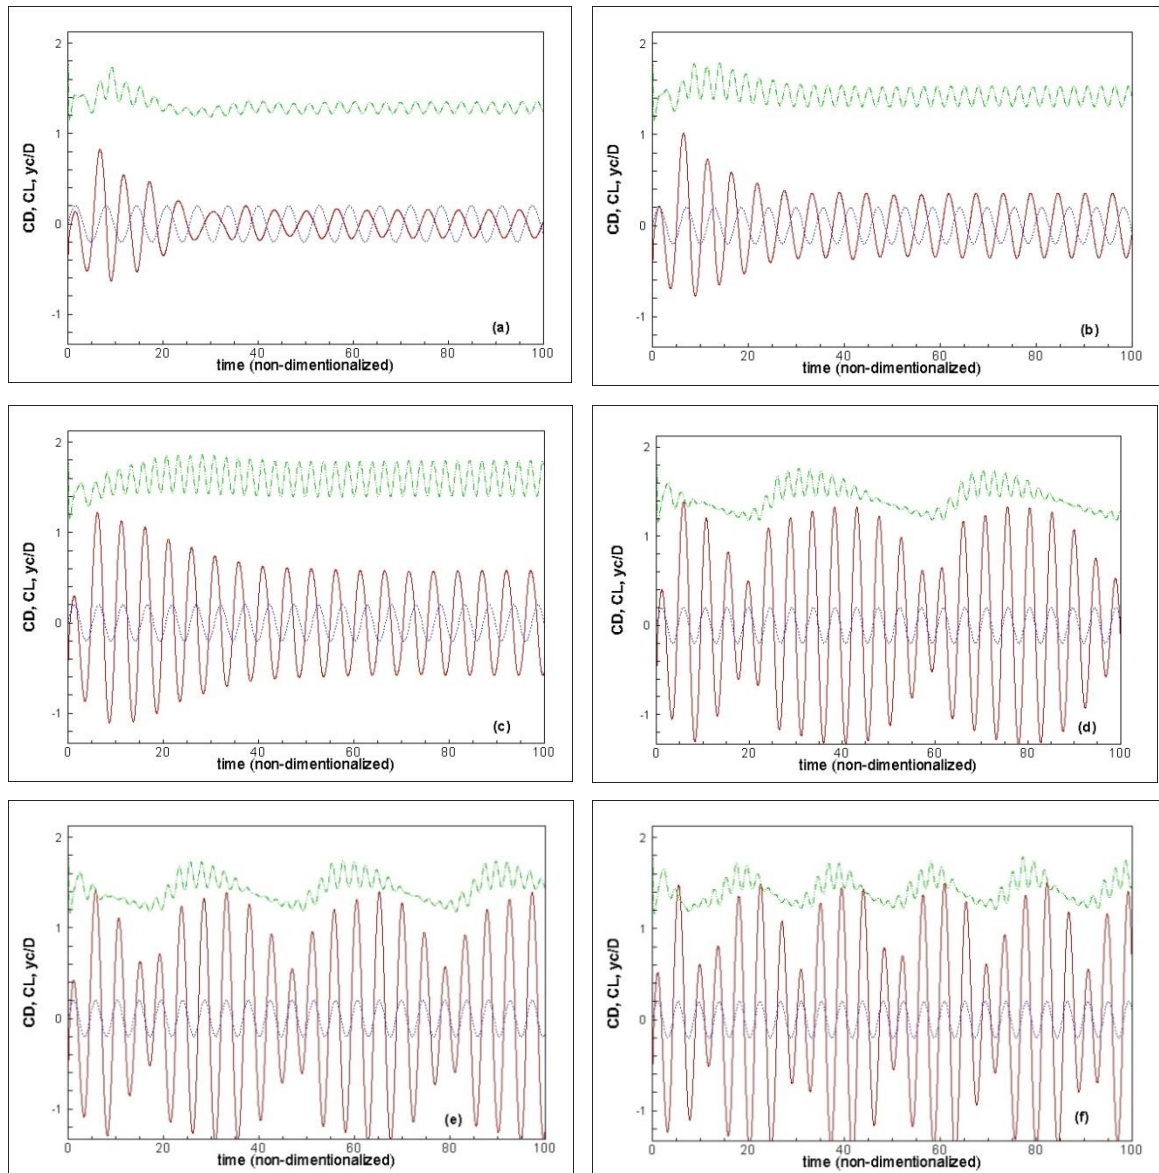 CD, CL, yc/D
2
1
0
-1
(a)
0 20 40 60 80 100
time (non-dimentionalized)
CD, CL, yc/D
2
1
0
-1
(b)
0 20 40 60 80 100
time (non-dimentionalized)
CD, CL, yc/D
2
1
0
-1
(c)
0 20 40 60 80 100
time (non-dimentionalized)
CD, CL, yc/D
2
1
0
-1
(d)
0 20 40 60 80 100
time (non-dimentionalized)
CD, CL, yc/D
2
1
0
-1
(e)
0 20 40 60 80 100
time (non-dimentionalized)
CD, CL, yc/D
2
1
0
-1
(f)
0 20 40 60 80 100
time (non-dimentionalized)